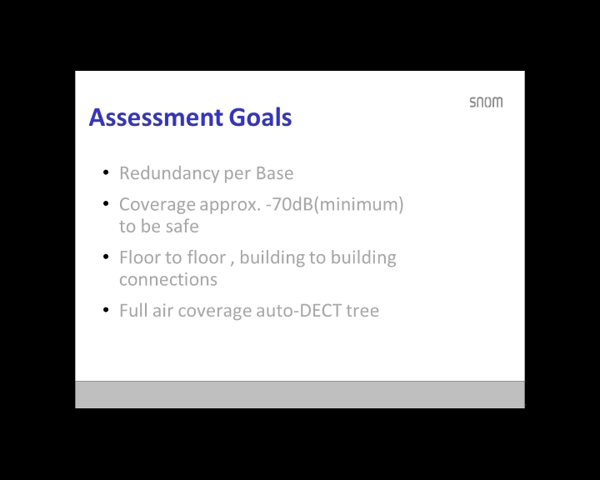 snom
Assessment Goals
• Redundancy per Base
• Coverage approx. -70dB(minimum)
to be safe
• Floor to floor , building to building
connections
• Full air coverage auto-DECT tree